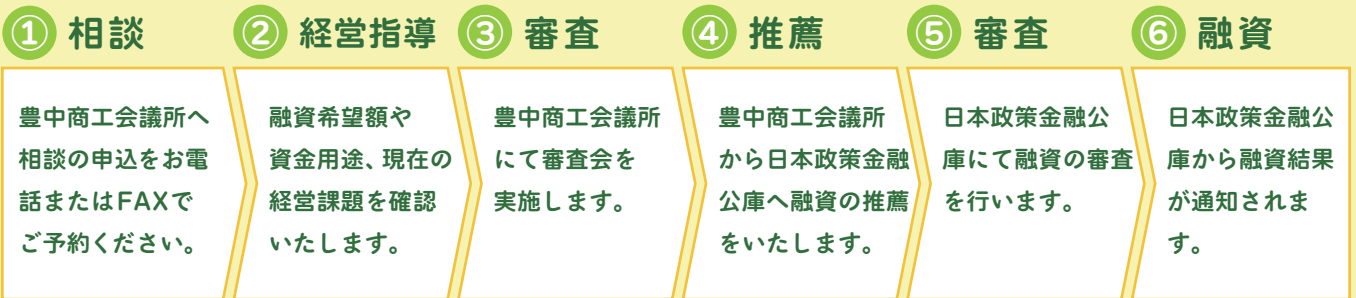 ① 相談
豊中商工会議所へ
相談の申込をお電
話またはFAXで
ご予約ください。
② 経営指導
融資希望額や
資金用途、現在の
経営課題を確認
いたします。
③ 審査
豊中商工会議所
にて審査会を
実施します。
④ 推薦
豊中商工会議所
から日本政策金融
公庫へ融資の推薦
をいたします。
⑤ 審査
日本政策金融公
庫にて融資の審査
を行います。
⑥ 融資
日本政策金融公
庫から融資結果
が通知されま
す。